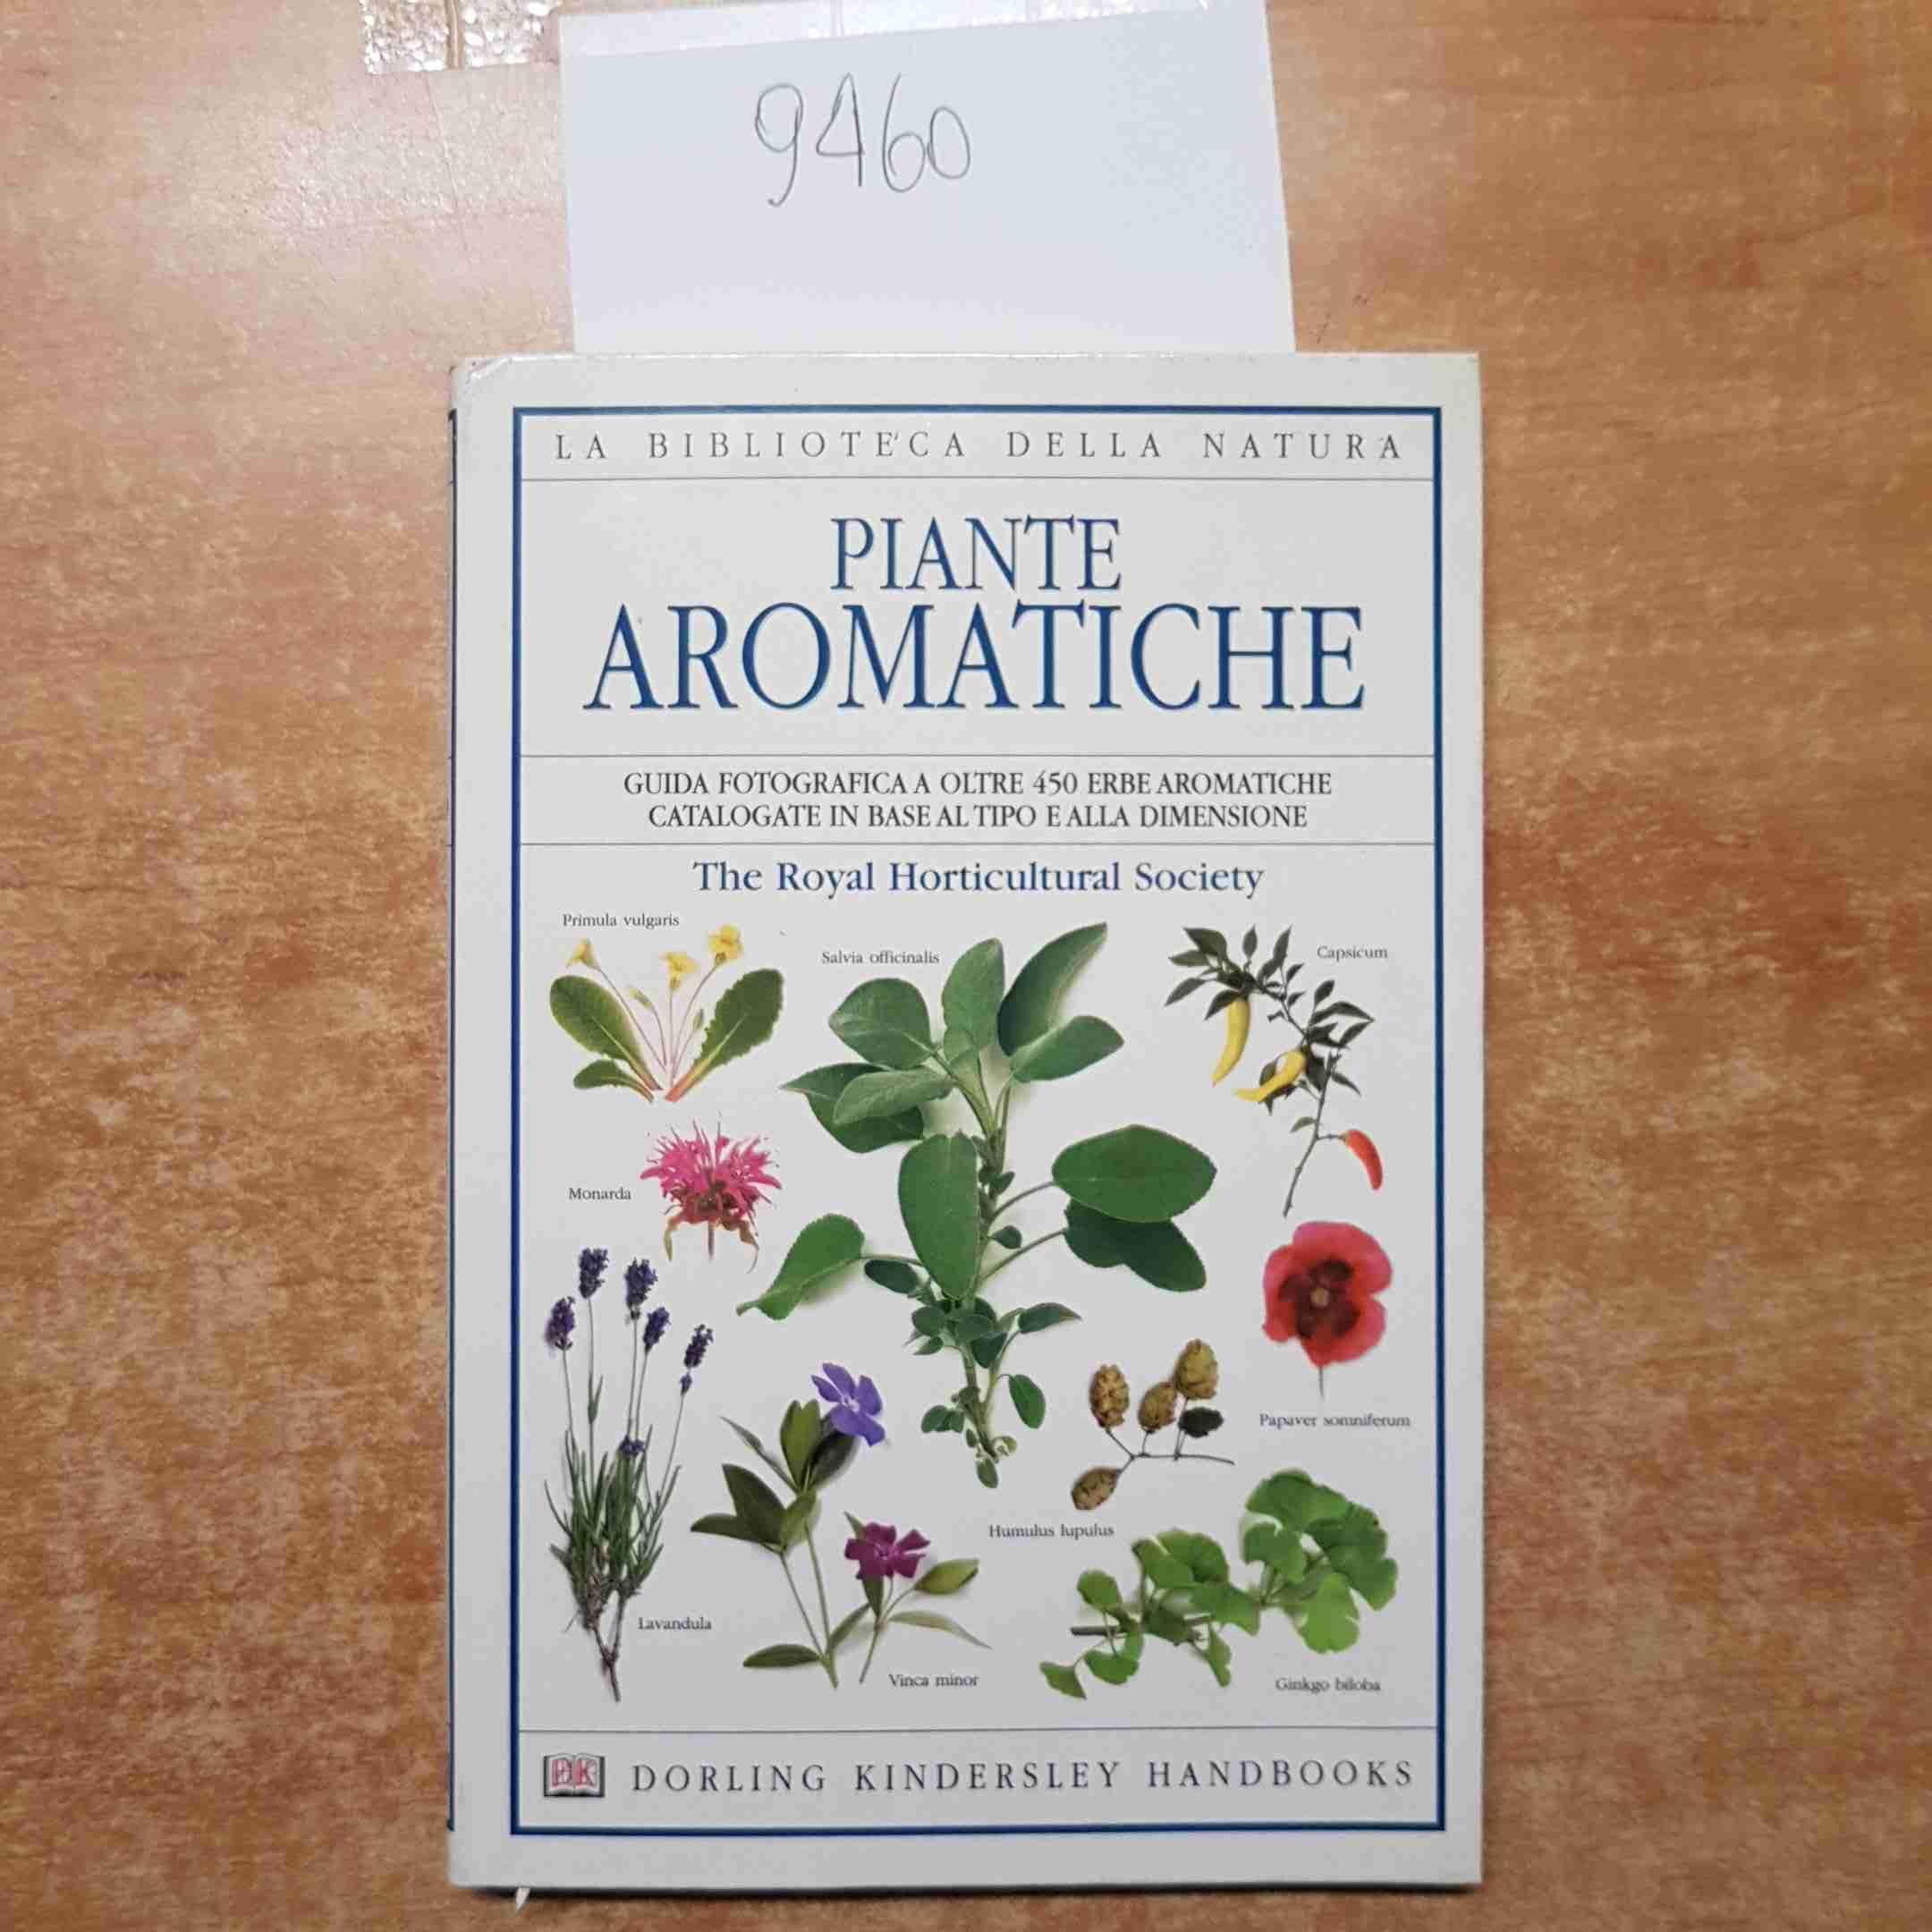 9460
LA BIBLIOTECA DELLA NATURA
PIANTE
AROMATICHE
GUIDA FOTOGRAFICA A OLTRE 450 ERBE AROMATICHE
CATALOGATE IN BASE AL TIPO E ALLA DIMENSIONE
The Royal Horticultural Society
Primula vulgaris
Salvia officinalis
Capsicum
Monarda
Papaver somniferum
Humulus lupulus
Lavandula
Vinca minor
Ginkgo biloba
DK DORLING KINDERSLEY HANDBOOKS